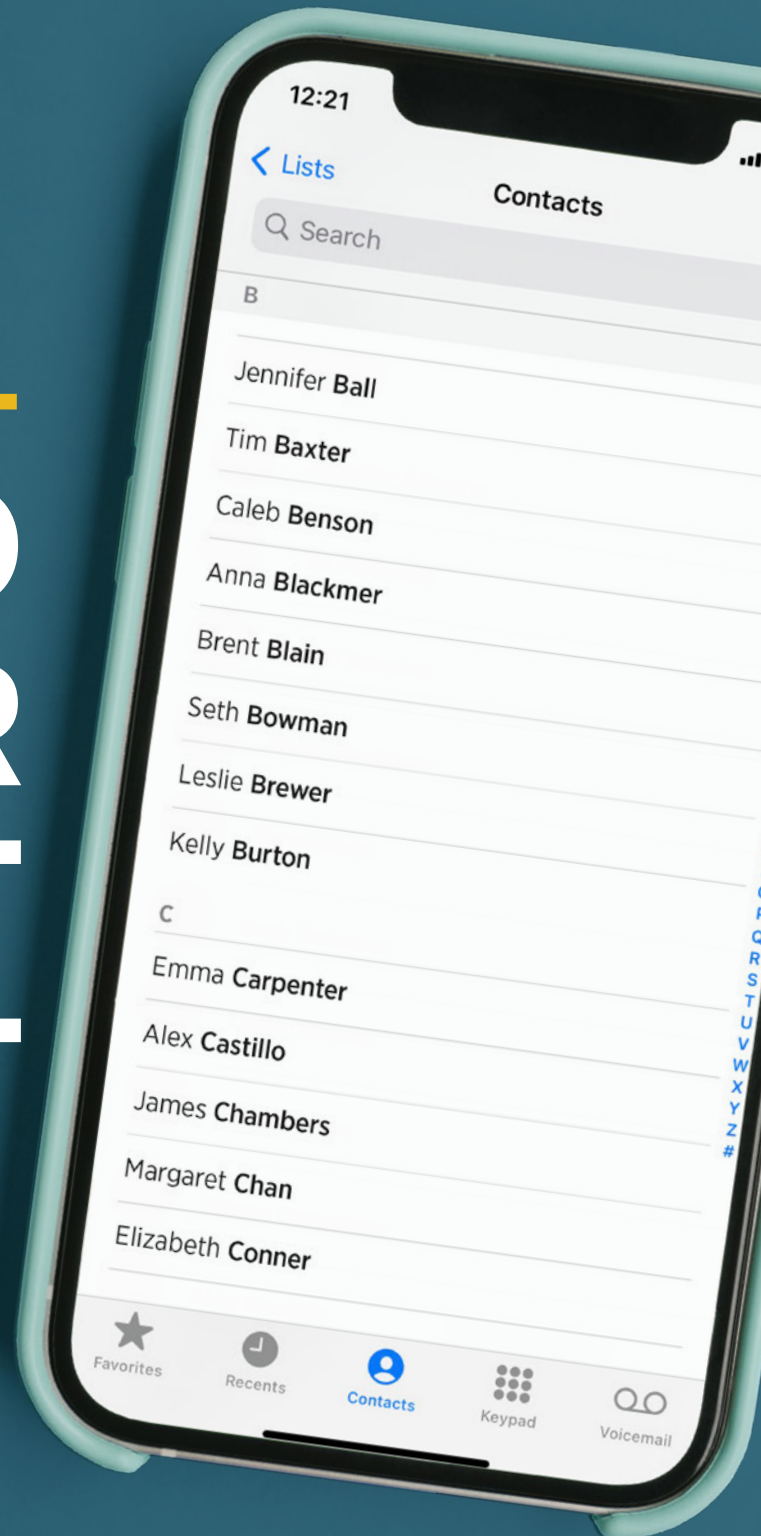 12:21
Lists
Contacts
Search
B
Jennifer Ball
Tim Baxter
Caleb Benson
Anna Blackmer
Brent Blain
Seth Bowman
Leslie Brewer
Kelly Burton
C
Emma Carpenter
Alex Castillo
James Chambers
Margaret Chan
Elizabeth Conner
Q
R
S
T
U
V
W
X
Y
Z
#
Favorites
Recents
Contacts
Keypad
Voicemail